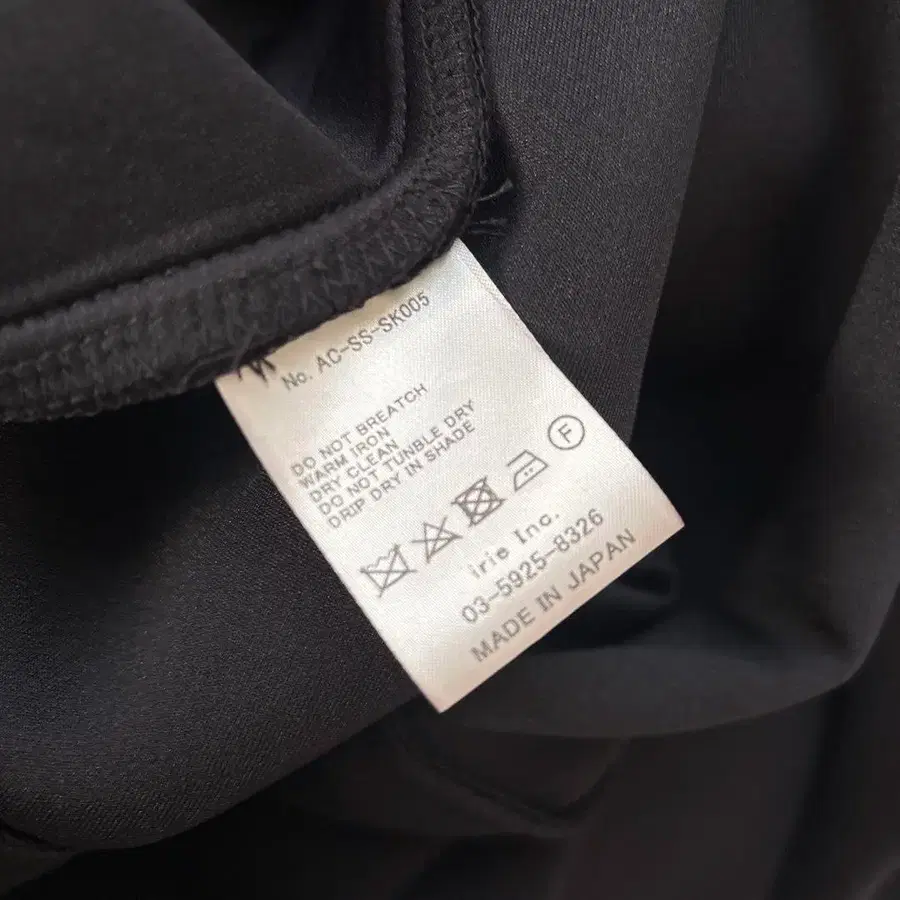 No. AC-SS-SK005
DO NOT BREATCH
WARM IRON
DRY CLEAN
DO NOT TUNBLE DRY
DRIP DRY IN SHADE
F
irie Inc.
03-5925-8326
MADE IN JAPAN